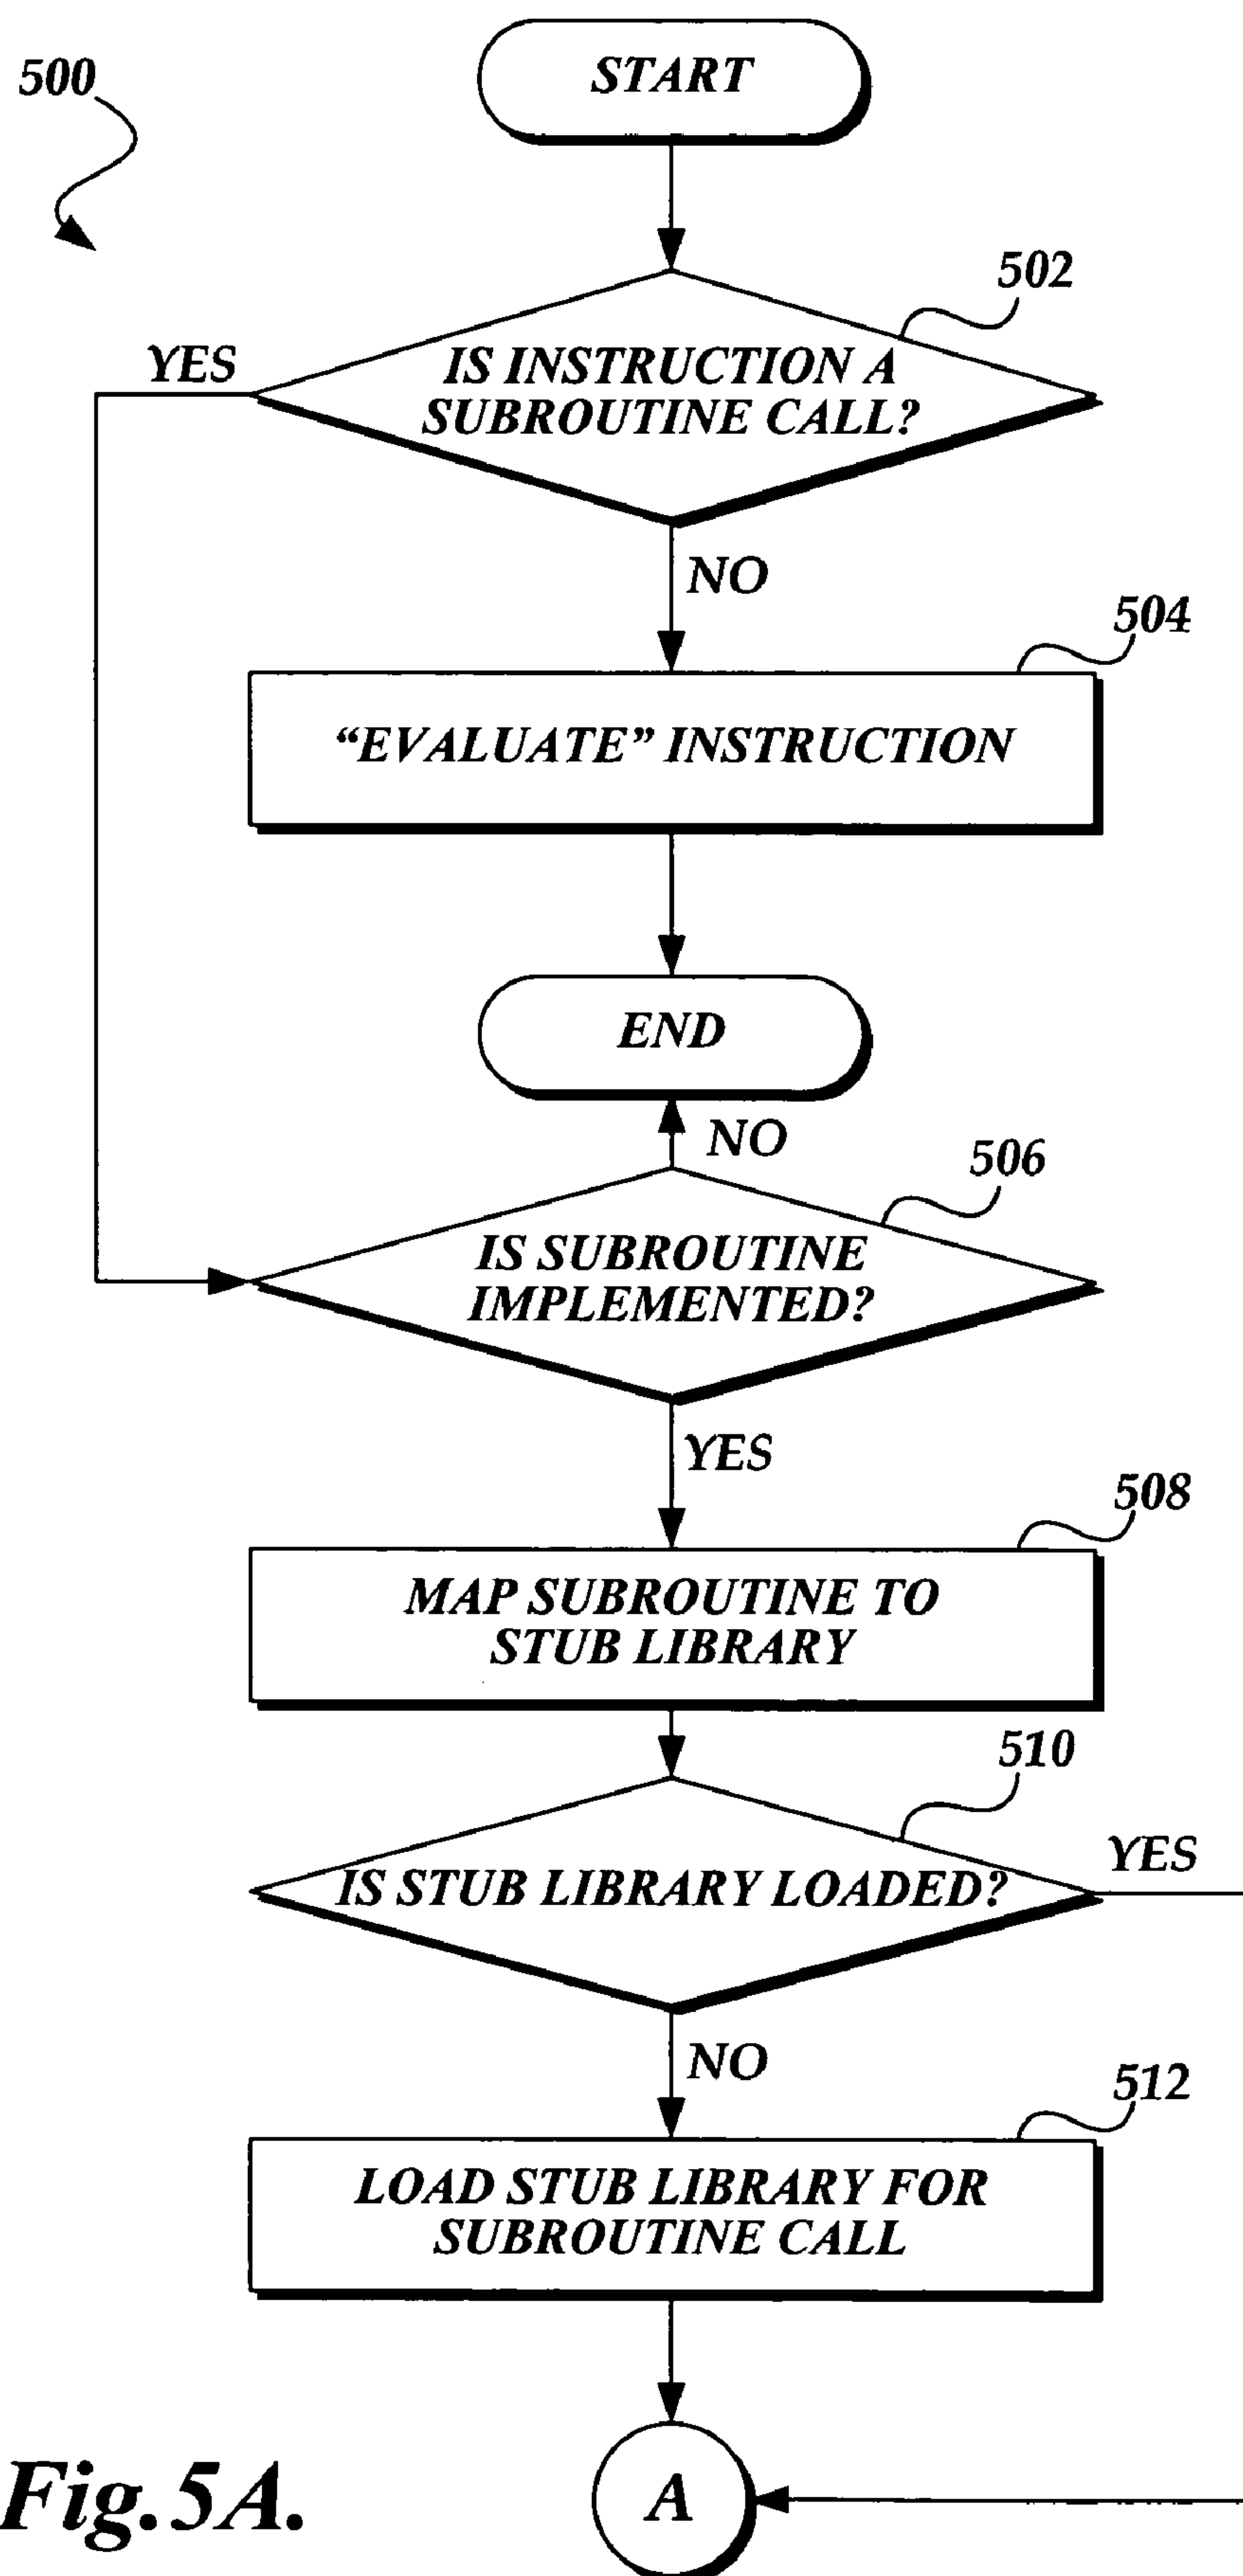 500
START
502
YES
IS INSTRUCTION A
SUBROUTINE CALL?
NO
504
“EVALUATE” INSTRUCTION
END
NO
506
IS SUBROUTINE
IMPLEMENTED?
YES
508
MAP SUBROUTINE TO
STUB LIBRARY
510
YES
IS STUB LIBRARY LOADED?
NO
512
LOAD STUB LIBRARY FOR
SUBROUTINE CALL
A
Fig.5A.